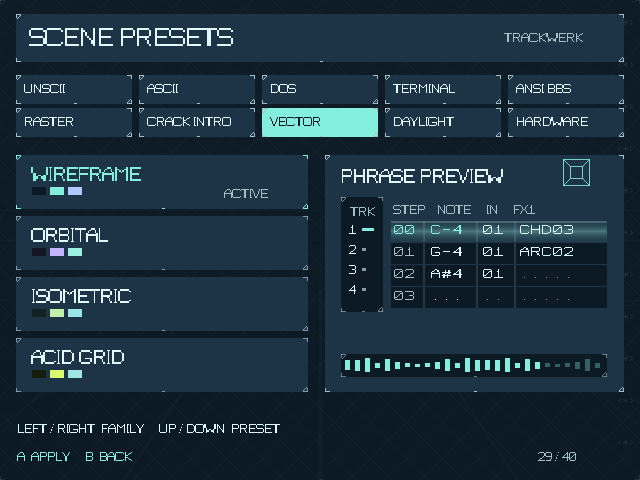 SCENE PRESETS
TRACKWERK
UNSCII ASCII DOS TERMINAL ANSI BBS
RASTER CRACK INTRO VECTOR DAYLIGHT HARDWARE
WIREFRAME
ACTIVE
ORBITAL
ISOMETRIC
ACID GRID
PHRASE PREVIEW
TRK
1
2
3
4
STEP NOTE IN FX1
00 C-4 01 CHD03
01 G-4 01 ARC02
02 A#4 01 .....
03 ... .. .....
LEFT/RIGHT FAMILY UP/DOWN PRESET
A APPLY B BACK
29/40